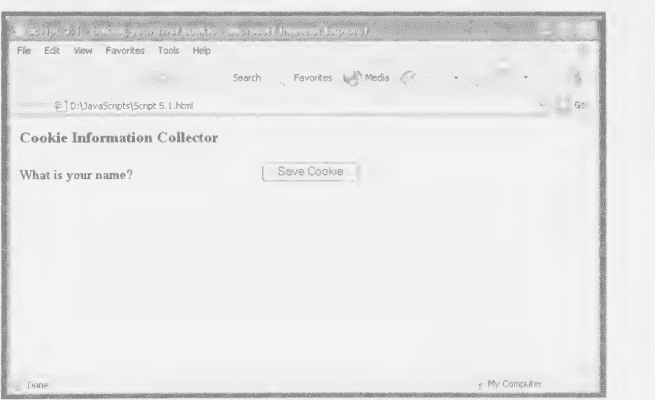 File Edit View Favorites Tools Help
Search Favorites Media
D:\JavaScripts\Script 5.1.html Go
Cookie Information Collector
What is your name? Save Cookie
Done My Computer